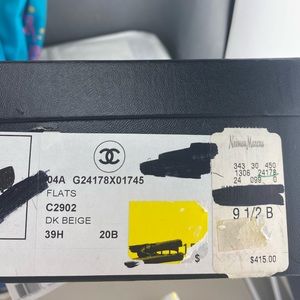 04A G24178X01745
FLATS
C2902
DK BEIGE
39H 20B
$
Neiman Marcus
343 30 450
1306 24178
24 099 0
9 1/2 B
$415.00